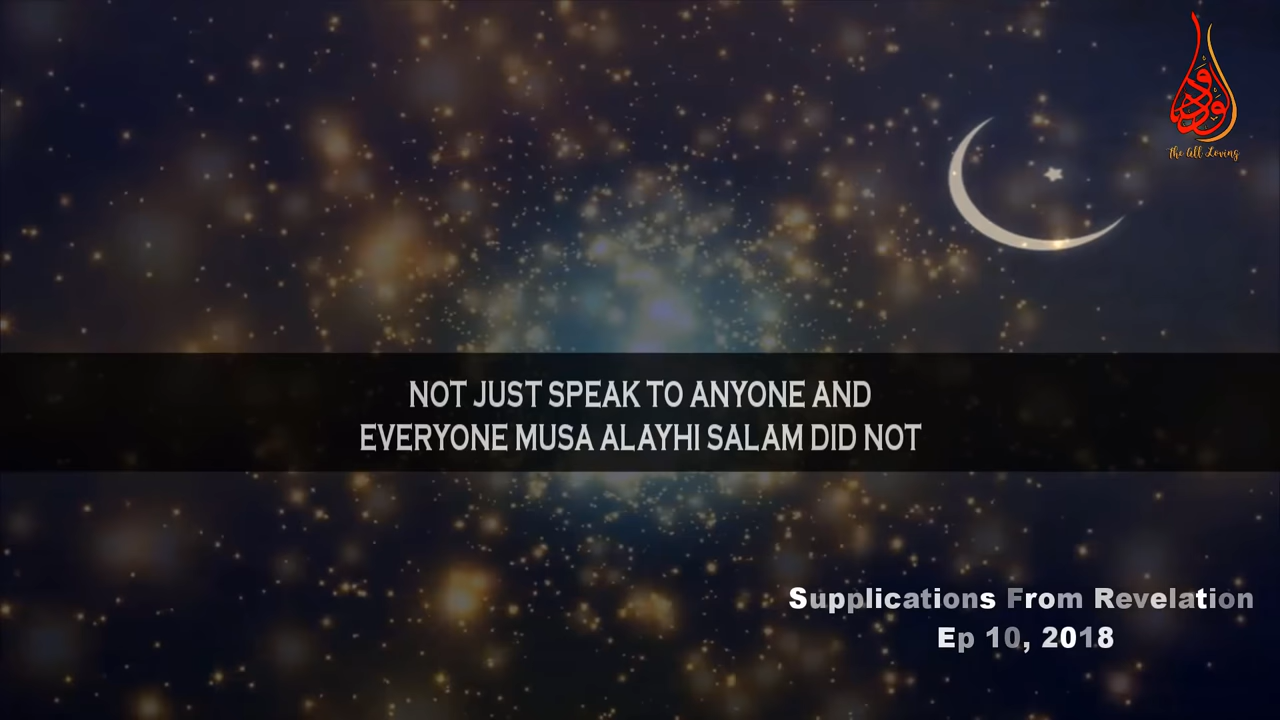 الودود
The All Loving
NOT JUST SPEAK TO ANYONE AND
EVERYONE MUSA ALAYHI SALAM DID NOT
Supplications From Revelation
Ep 10, 2018